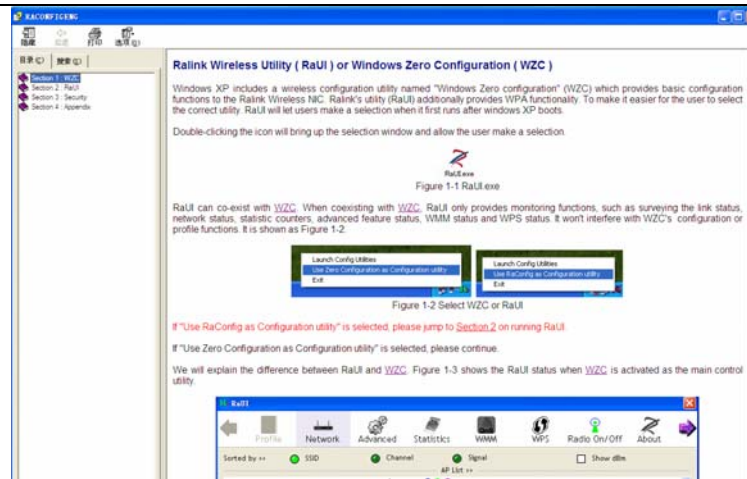 RACONFIGENG
隐藏 后退 打印 选项(O)
目录(C) 搜索(S)
Section 1 : WZC
Section 2 : RaUI
Section 3 : Security
Section 4 : Appendix
Ralink Wireless Utility ( RaUI ) or Windows Zero Configuration ( WZC )
Windows XP includes a wireless configuration utility named "Windows Zero configuration" (WZC) which provides basic configuration
functions to the Ralink Wireless NIC. Ralink's utility (RaUI) additionally provides WPA functionality. To make it easier for the user to select
the correct utility. RaUI will let users make a selection when it first runs after windows XP boots.
Double-clicking the icon will bring up the selection window and allow the user make a selection.
RaUI.exe
Figure 1-1 RaUI.exe
RaUI can co-exist with WZC. When coexisting with WZC, RaUI only provides monitoring functions, such as surveying the link status,
network status, statistic counters, advanced feature status, WMM status and WPS status. It won't interfere with WZC's configuration or
profile functions. It is shown as Figure 1-2.
Launch Config Utilities
Use Zero Configuration as Configuration utility
Exit
Launch Config Utilities
Use RaConfig as Configuration utility
Exit
Figure 1-2 Select WZC or RaUI
If "Use RaConfig as Configuration utility" is selected, please jump to Section 2 on running RaUI
If "Use Zero Configuration as Configuration utility" is selected, please continue.
We will explain the difference between RaUI and WZC. Figure 1-3 shows the RaUI status when WZC is activated as the main control
utility.
RaUI
Profile Network Advanced Statistics WMM WPS Radio On/Off About
Sorted by >> SSID Channel Signal Show dBm
AP List >>